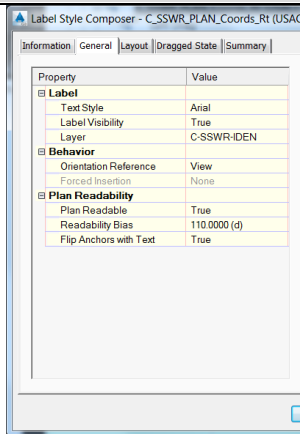 Label Style Composer - C_SSWR_PLAN_Coords_Rt (USAC
Information General Layout Dragged State Summary
Property Value
Label
Text Style Arial
Label Visibility True
Layer C-SSWR-IDEN
Behavior
Orientation Reference View
Forced Insertion None
Plan Readability
Plan Readable True
Readability Bias 110.0000 (d)
Flip Anchors with Text True